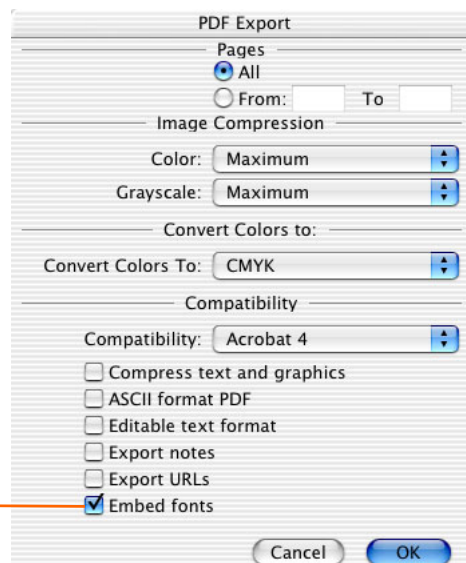 PDF Export
Pages
All
From: To
Image Compression
Color: Maximum
Grayscale: Maximum
Convert Colors to:
Convert Colors To: CMYK
Compatibility
Compatibility: Acrobat 4
Compress text and graphics
ASCII format PDF
Editable text format
Export notes
Export URLs
Embed fonts
Cancel OK